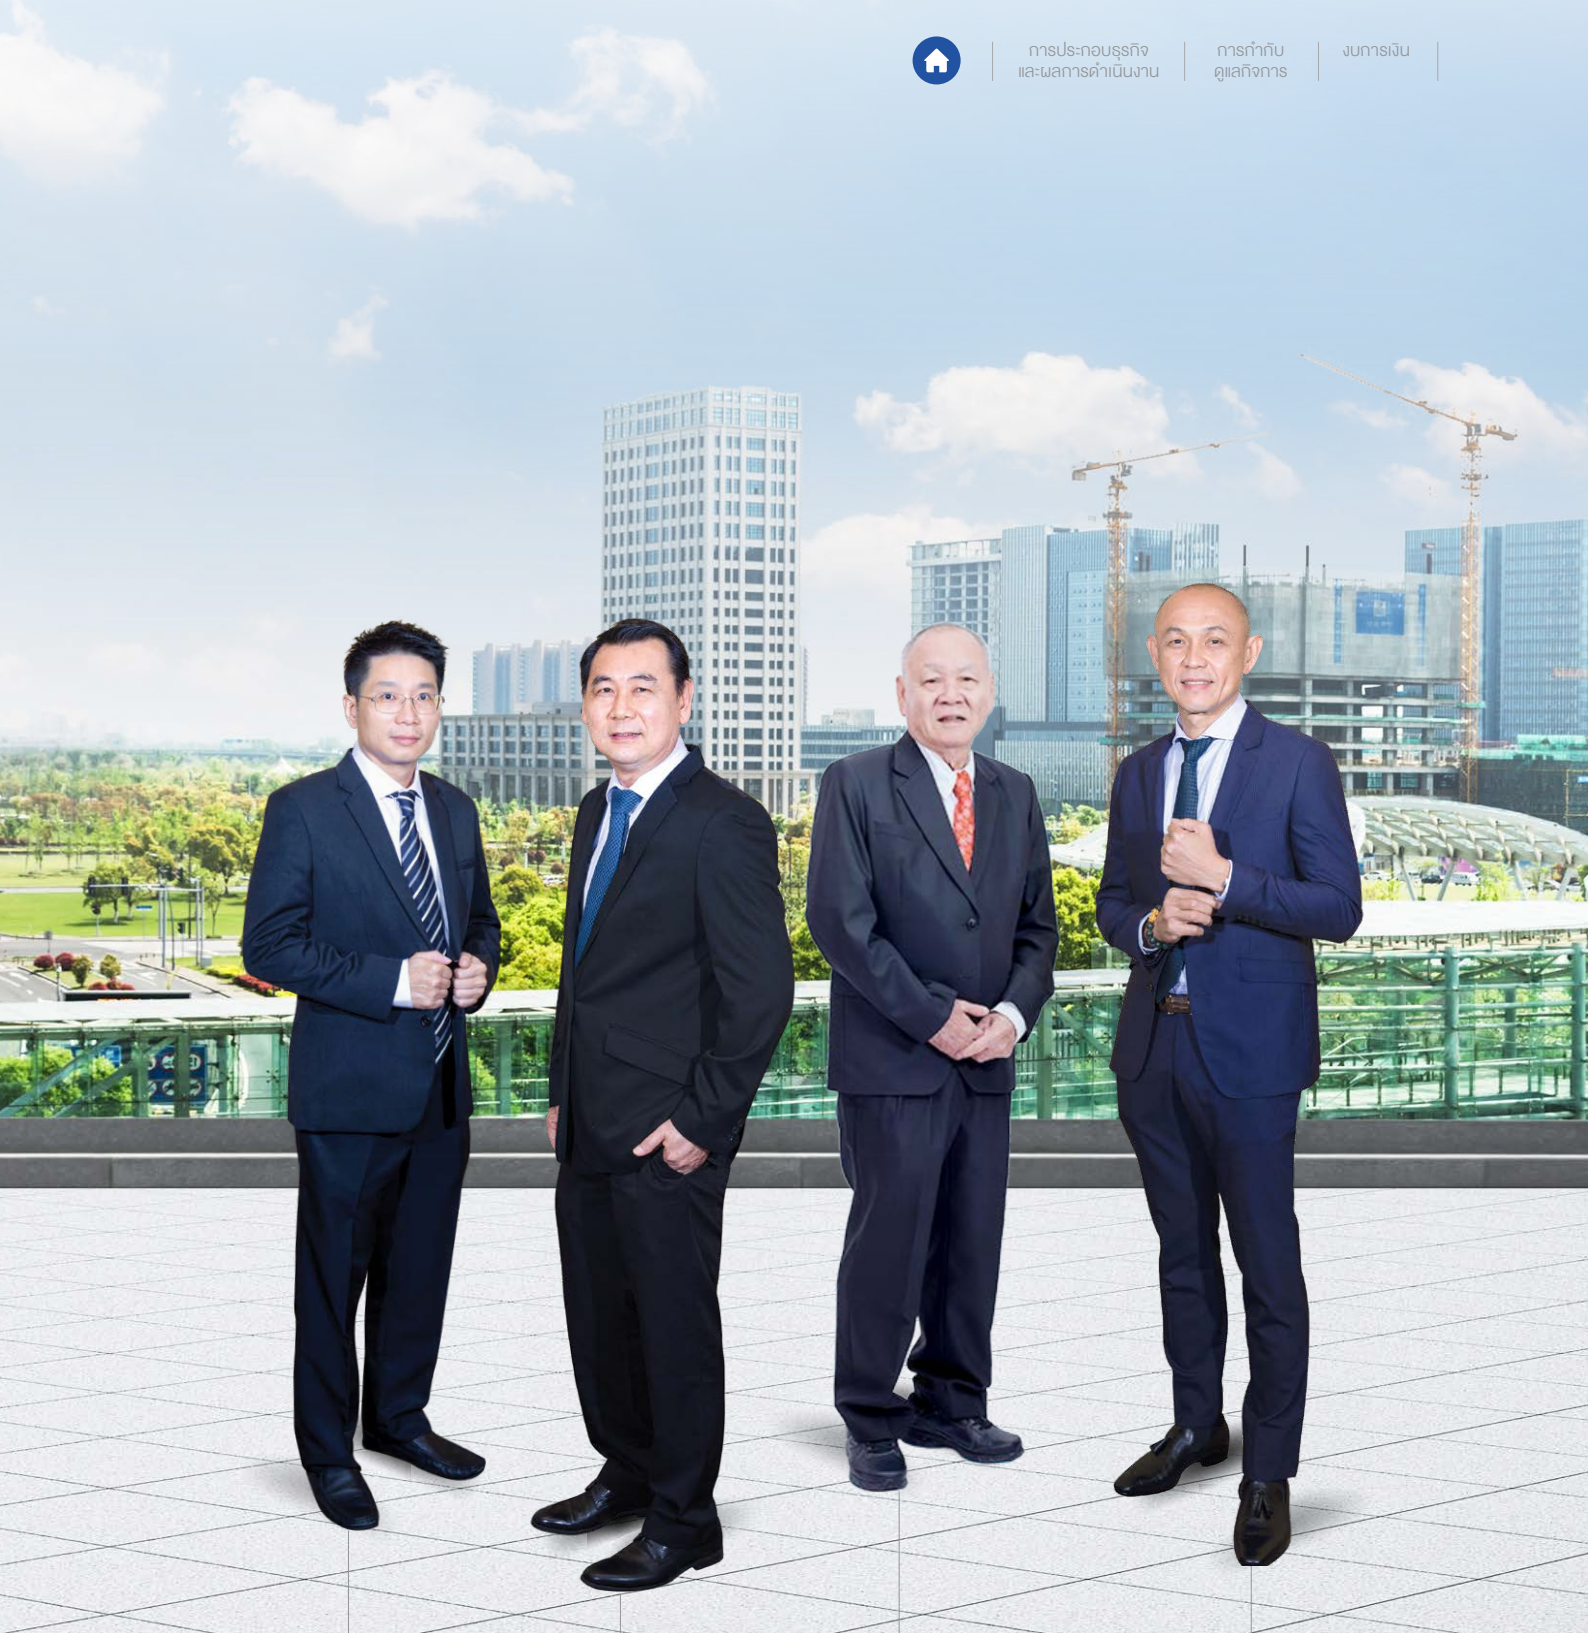 การประกอบธุรกิจ
และผลการดำเนินงาน
การกำกับ
ดูแลกิจการ
งบการเงิน